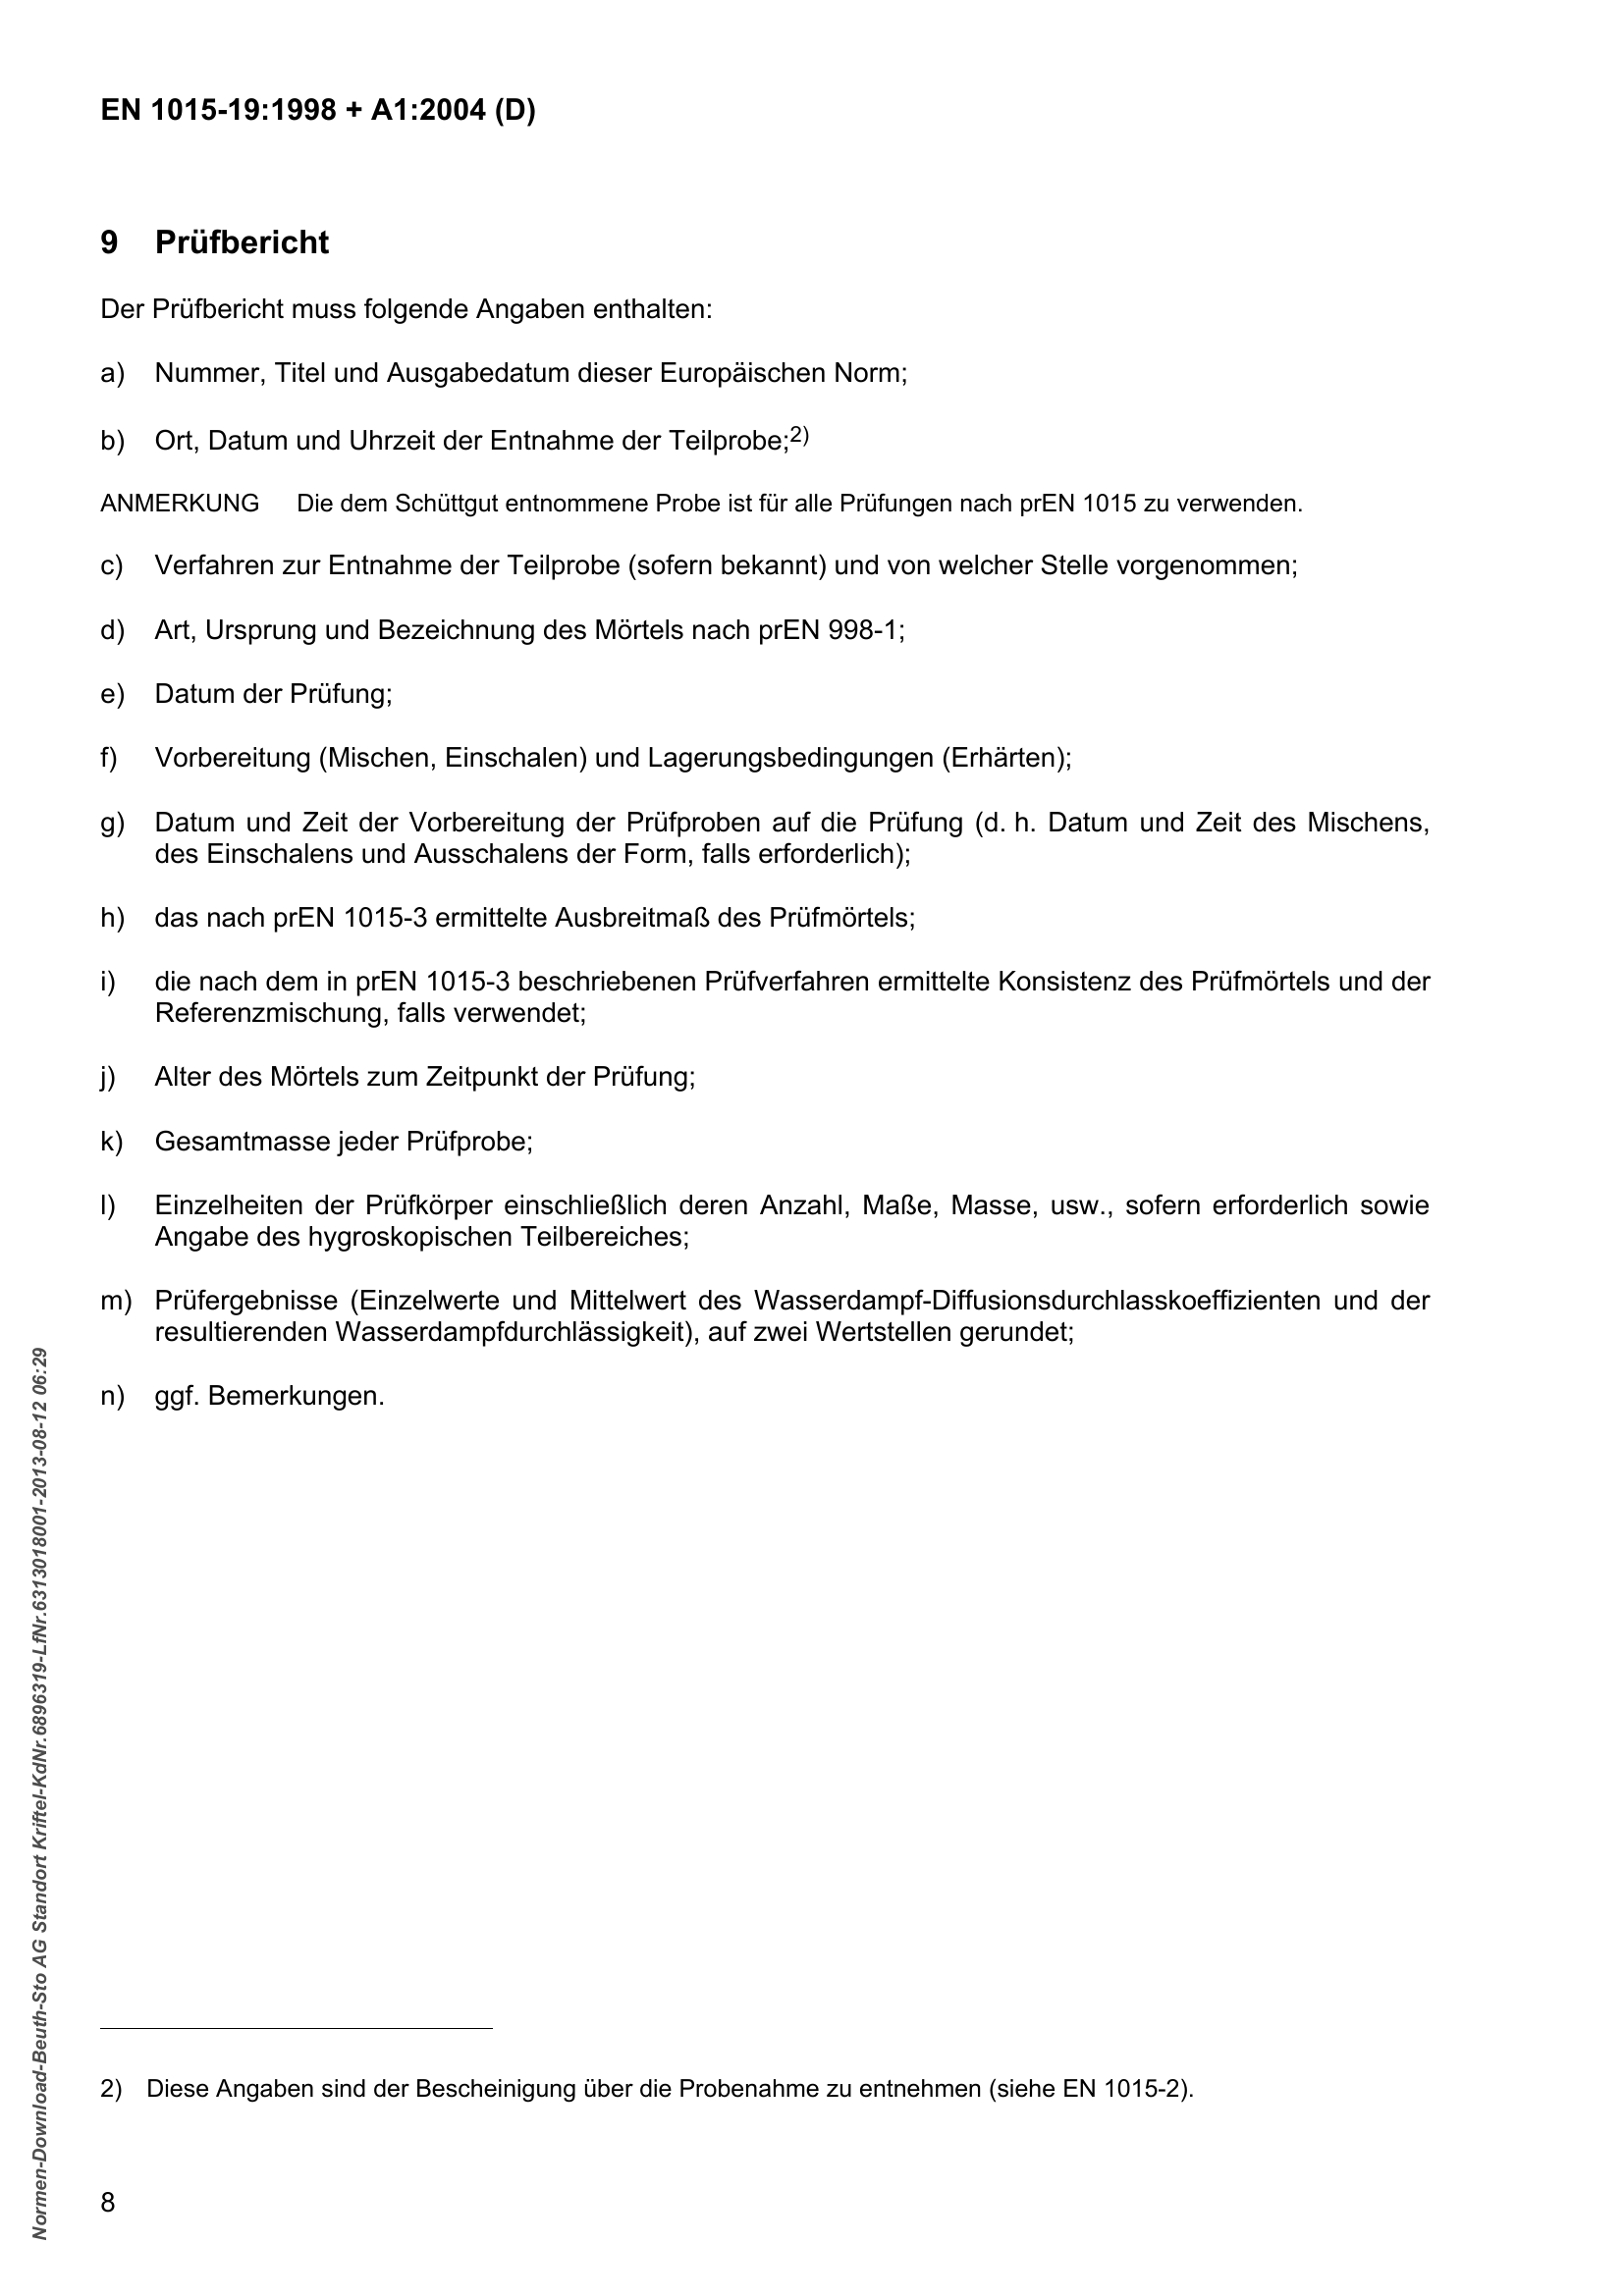 EN 1015-19:1998 + A1:2004 (D)
9 Prüfbericht
Der Prüfbericht muss folgende Angaben enthalten:
a) Nummer, Titel und Ausgabedatum dieser Europäischen Norm;
b) Ort, Datum und Uhrzeit der Entnahme der Teilprobe;2)
ANMERKUNG Die dem Schüttgut entnommene Probe ist für alle Prüfungen nach prEN 1015 zu verwenden.
c) Verfahren zur Entnahme der Teilprobe (sofern bekannt) und von welcher Stelle vorgenommen;
d) Art, Ursprung und Bezeichnung des Mörtels nach prEN 998-1;
e) Datum der Prüfung;
f) Vorbereitung (Mischen, Einschalen) und Lagerungsbedingungen (Erhärten);
g) Datum und Zeit der Vorbereitung der Prüfproben auf die Prüfung (d. h. Datum und Zeit des Mischens,
des Einschalens und Ausschalens der Form, falls erforderlich);
h) das nach prEN 1015-3 ermittelte Ausbreitmaß des Prüfmörtels;
i) die nach dem in prEN 1015-3 beschriebenen Prüfverfahren ermittelte Konsistenz des Prüfmörtels und der
Referenzmischung, falls verwendet;
j) Alter des Mörtels zum Zeitpunkt der Prüfung;
k) Gesamtmasse jeder Prüfprobe;
l) Einzelheiten der Prüfkörper einschließlich deren Anzahl, Maße, Masse, usw., sofern erforderlich sowie
Angabe des hygroskopischen Teilbereiches;
m) Prüfergebnisse (Einzelwerte und Mittelwert des Wasserdampf-Diffusionsdurchlasskoeffizienten und der
resultierenden Wasserdampfdurchlässigkeit), auf zwei Wertstellen gerundet;
n) ggf. Bemerkungen.
2) Diese Angaben sind der Bescheinigung über die Probenahme zu entnehmen (siehe EN 1015-2).
8
Normen-Download-Beuth-Sto AG Standort Kriftel-KdNr.6896319-LfNr.6313018001-2013-08-12 06:29